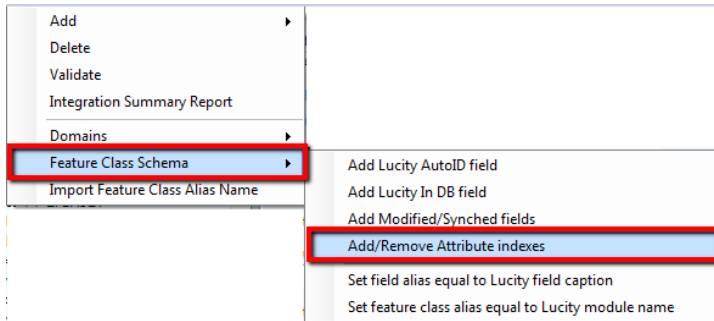 Add
Delete
Validate
Integration Summary Report
Domains
Feature Class Schema
Import Feature Class Alias Name
Add Lucity AutoID field
Add Lucity In DB field
Add Modified/Synched fields
Add/Remove Attribute indexes
Set field alias equal to Lucity field caption
Set feature class alias equal to Lucity module name